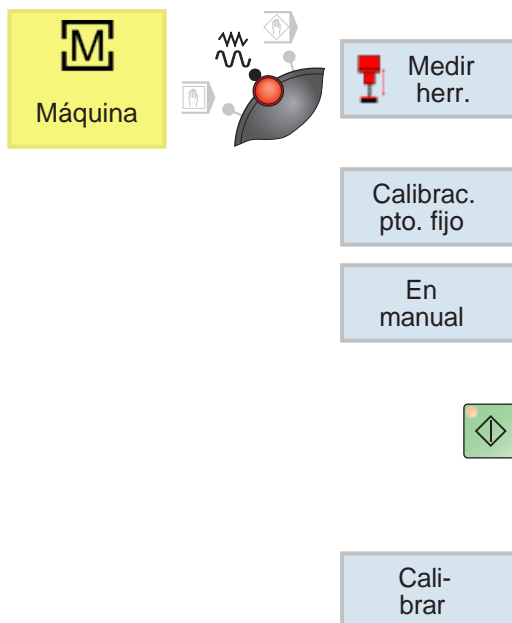 M
Máquina
Medir
herr.
Calibrac.
pto. fijo
En
manual
Cali-
brar